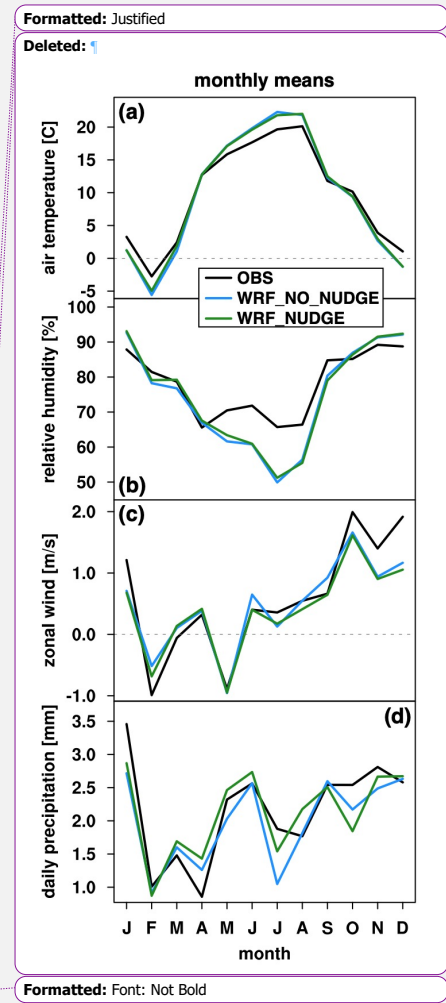 Formatted: Justified
Deleted: ¶
monthly means
(a)
air temperature [C]
20
15
10
5
0
-5
OBS
WRF_NO_NUDGE
WRF_NUDGE
relative humidity [%]
100
90
80
70
60
50
(b)
(c)
zonal wind [m/s]
2.0
1.0
0.0
-1.0
(d)
daily precipitation [mm]
3.5
3.0
2.5
2.0
1.5
1.0
J F M A M J J A S O N D
month
Formatted: Font: Not Bold